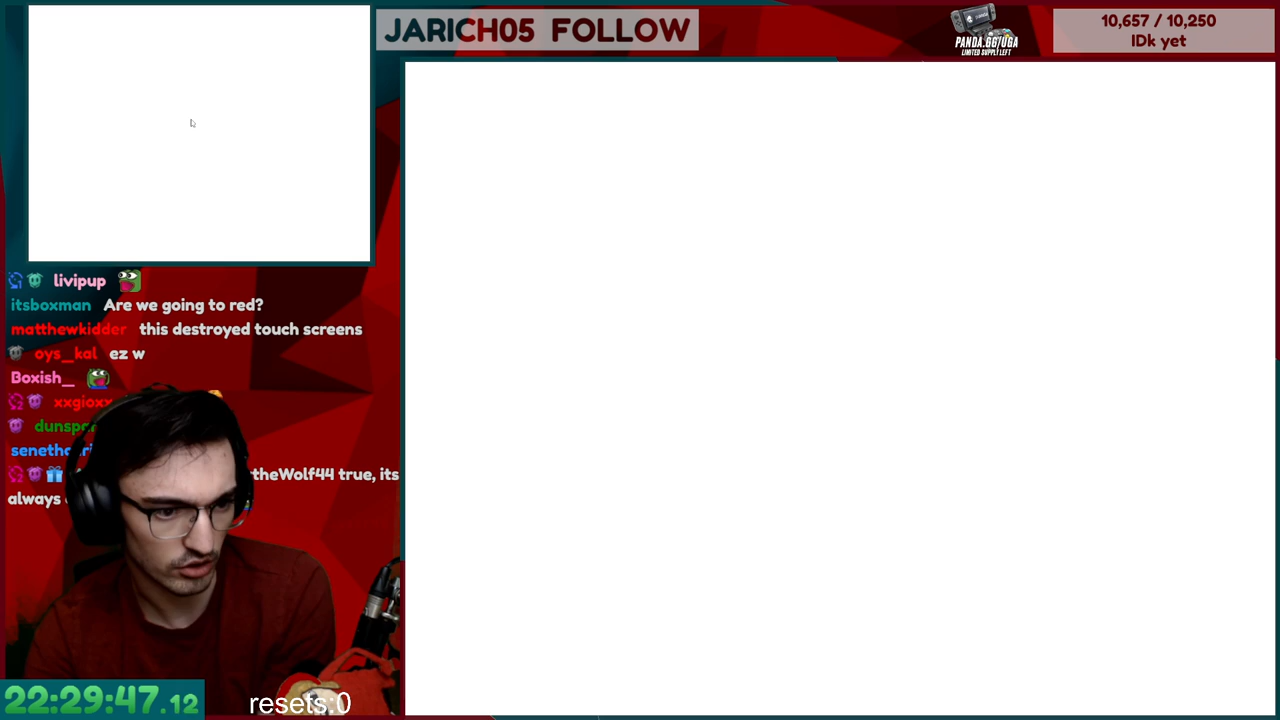 JARICH05 FOLLOW
PANDA.GG/UGA
LIMITED SUPPLY LEFT
10,657 / 10,250
IDk yet
livipup
itsboxman Are we going to red?
matthewkidder this destroyed touch screens
oys_kal ez w
Boxish_
xxgioxx
theWolf44 true, its
always
22:29:47.12
resets:0